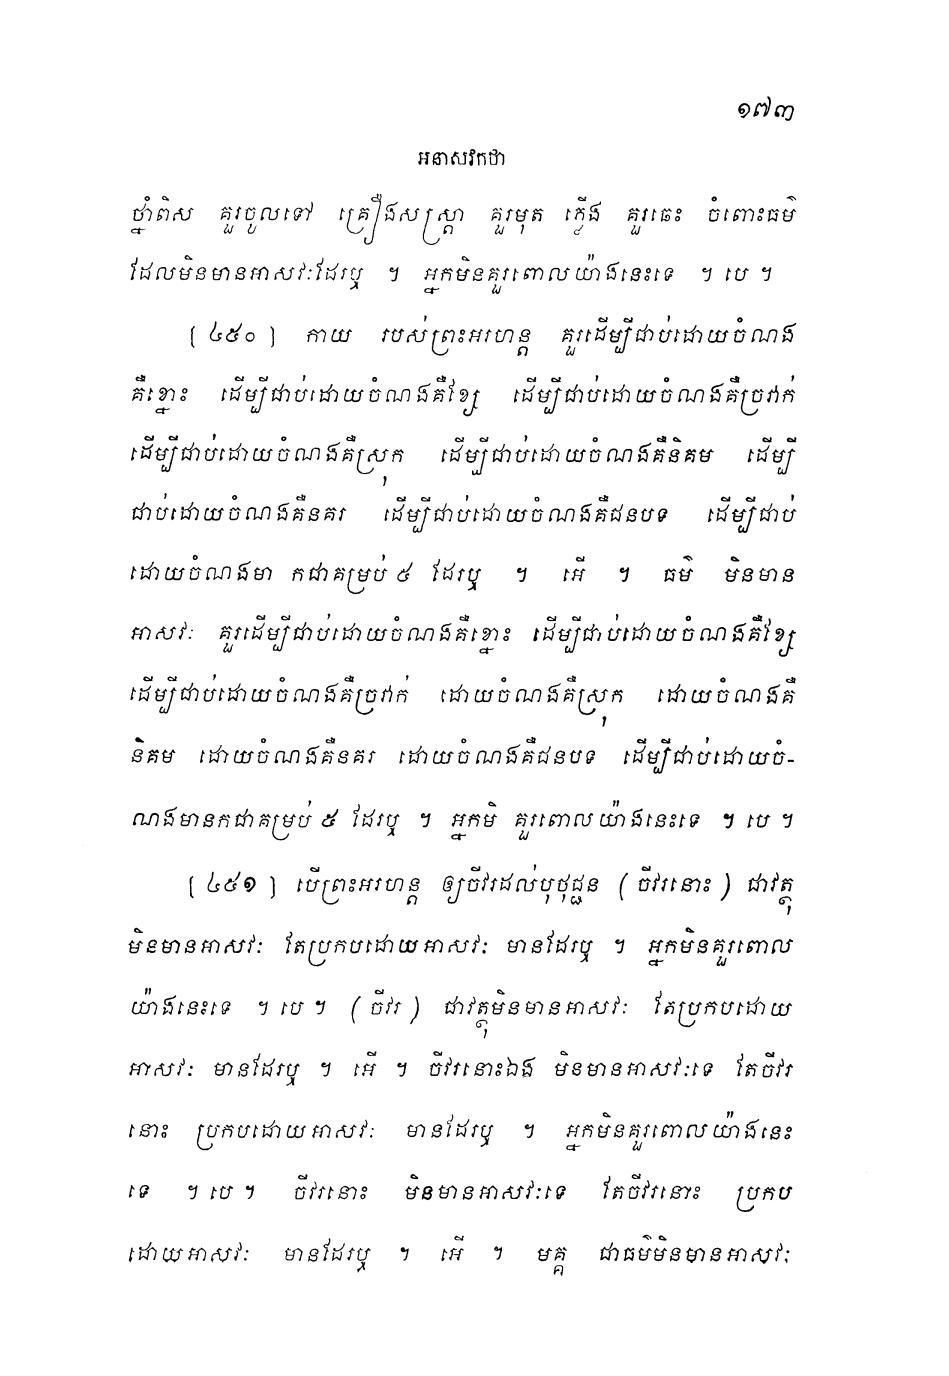 ១៧៣
អនាសវកថា
ថ្នាំពិស គួរចូលទៅ គ្រឿងសស្ត្រា គួរមុត ភ្លើង គួរឆេះ ចំពោះធម៌
ដែលមិនមានអាសវៈដែរឬ ។ អ្នកមិនគួរពោលយ៉ាងនេះទេ ។ បេ ។
[ ៤៥០ ] កាយ របស់ព្រះអរហន្ត គួរដើម្បីជាប់ដោយចំណង
គឺខ្នោះ ដើម្បីជាប់ដោយចំណងគឺខ្សែ ដើម្បីជាប់ដោយចំណងគឺច្រវាក់
ដើម្បីជាប់ដោយចំណងគឺស្រុក ដើម្បីជាប់ដោយចំណងគឺនិគម ដើម្បី
ជាប់ដោយចំណងគឺនគរ ដើម្បីជាប់ដោយចំណងគឺជនបទ ដើម្បីជាប់
ដោយចំណងមា កជាគម្រប់ ៥ ដែរឬ ។ អើ ។ ធម៌ មិនមាន
អាសវៈ គួរដើម្បីជាប់ដោយចំណងគឺខ្នោះ ដើម្បីជាប់ដោយចំណងគឺខ្សែ
ដើម្បីជាប់ដោយចំណងគឺច្រវាក់ ដោយចំណងគឺស្រុក ដោយចំណងគឺ
និគម ដោយចំណងគឺនគរ ដោយចំណងគឺជនបទ ដើម្បីជាប់ដោយចំ-
ណងមានកជាគម្រប់ ៥ ដែរឬ ។ អ្នកមិ គួរពោលយ៉ាងនេះទេ ។ បេ ។
[ ៤៥១ ] បើព្រះអរហន្ត ឲ្យចីវរដល់បុថុជ្ជន ( ចីវរនោះ ) ជាវត្ថុ
មិនមានអាសវៈ តែប្រកបដោយអាសវៈ មានដែរឬ ។ អ្នកមិនគួរពោល
យ៉ាងនេះទេ ។ បេ ។ ( ចីវរ ) ជាវត្ថុមិនមានអាសវៈ តែប្រកបដោយ
អាសវៈ មានដែរឬ ។ អើ ។ ចីវរនោះឯង មិនមានអាសវៈទេ តែចីវរ
នោះ ប្រកបដោយអាសវៈ មានដែរឬ ។ អ្នកមិនគួរពោលយ៉ាងនេះ
ទេ ។ បេ ។ ចីវរនោះ មិនមានអាសវៈទេ តែចីវរនោះ ប្រកប
ដោយអាសវៈ មានដែរឬ ។ អើ ។ មគ្គ ជាធម៌មិនមានអាសវៈ